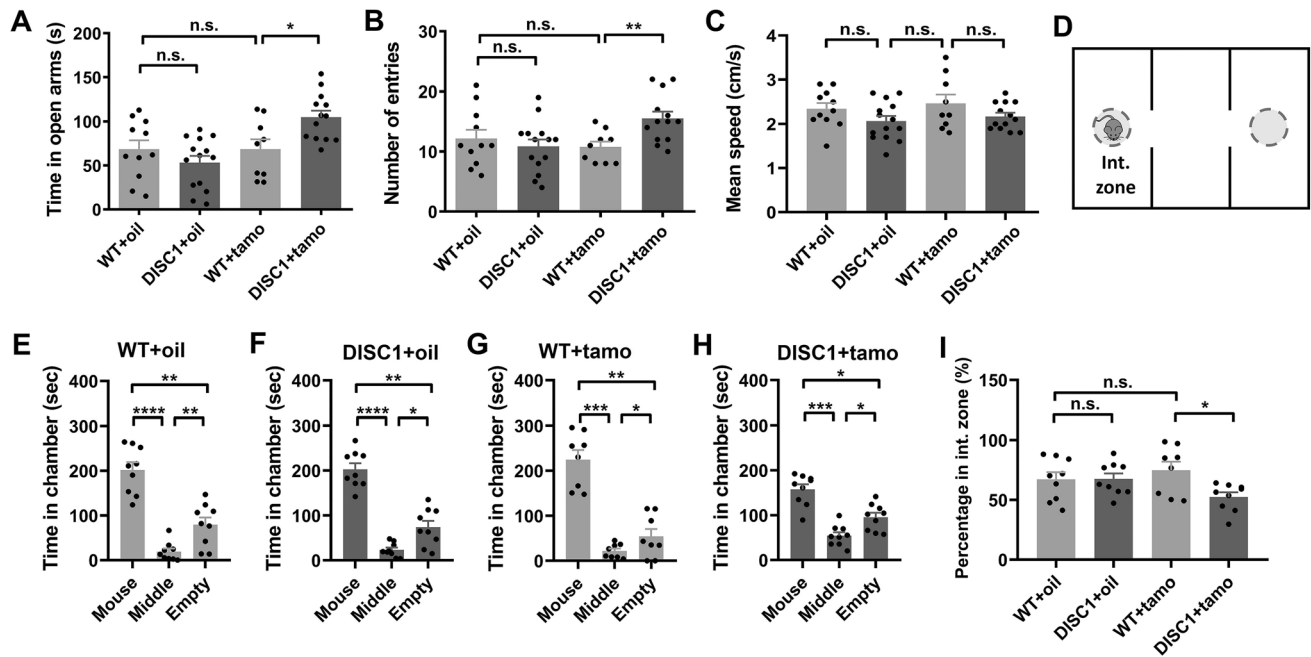 A
Time in open arms (s)
200
150
100
50
0
n.s.
*
n.s.
WT+oil
DISC1+oil
WT+tamo
DISC1+tamo
B
Number of entries
30
20
10
0
n.s.
**
n.s.
WT+oil
DISC1+oil
WT+tamo
DISC1+tamo
C
Mean speed (cm/s)
4
3
2
1
0
n.s.
n.s.
n.s.
WT+oil
DISC1+oil
WT+tamo
DISC1+tamo
D
Int.
zone
E
WT+oil
Time in chamber (sec)
400
300
200
100
0
**
****
**
Mouse
Middle
Empty
F
DISC1+oil
Time in chamber (sec)
400
300
200
100
0
**
****
*
Mouse
Middle
Empty
G
WT+tamo
Time in chamber (sec)
400
300
200
100
0
**
***
*
Mouse
Middle
Empty
H
DISC1+tamo
Time in chamber (sec)
400
300
200
100
0
*
***
*
Mouse
Middle
Empty
I
Percentage in int. zone (%)
150
100
50
0
n.s.
n.s.
*
WT+oil
DISC1+oil
WT+tamo
DISC1+tamo